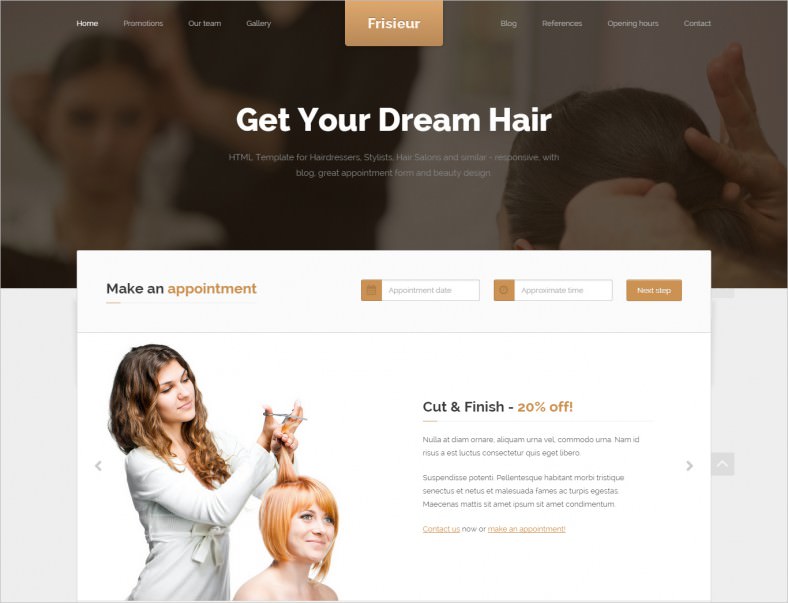 Home Promotions Our team Gallery Frisieur Blog References Opening hours Contact
Get Your Dream Hair
HTML Template for Hairdressers, Stylists, Hair Salons and similar - responsive, with
blog, great appointment form and beauty design.
Make an appointment
Appointment date
Approximate time
Next step
Cut & Finish - 20% off!
Nulla at diam ornare, aliquam urna vel, commodo urna. Nam id
risus a est luctus consectetur quis eget libero.
Suspendisse potenti. Pellentesque habitant morbi tristique
senectus et netus et malesuada fames ac turpis egestas.
Maecenas mattis sit amet ipsum sit amet condimentum.
Contact us now or make an appointment!